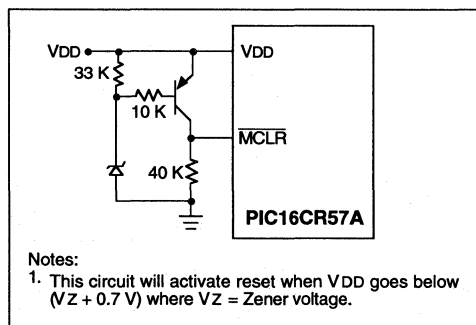 VDD
VDD
33 K
10 K
MCLR
40 K
PIC16CR57A
Notes:
1. This circuit will activate reset when VDD goes below
(VZ + 0.7 V) where VZ = Zener voltage.